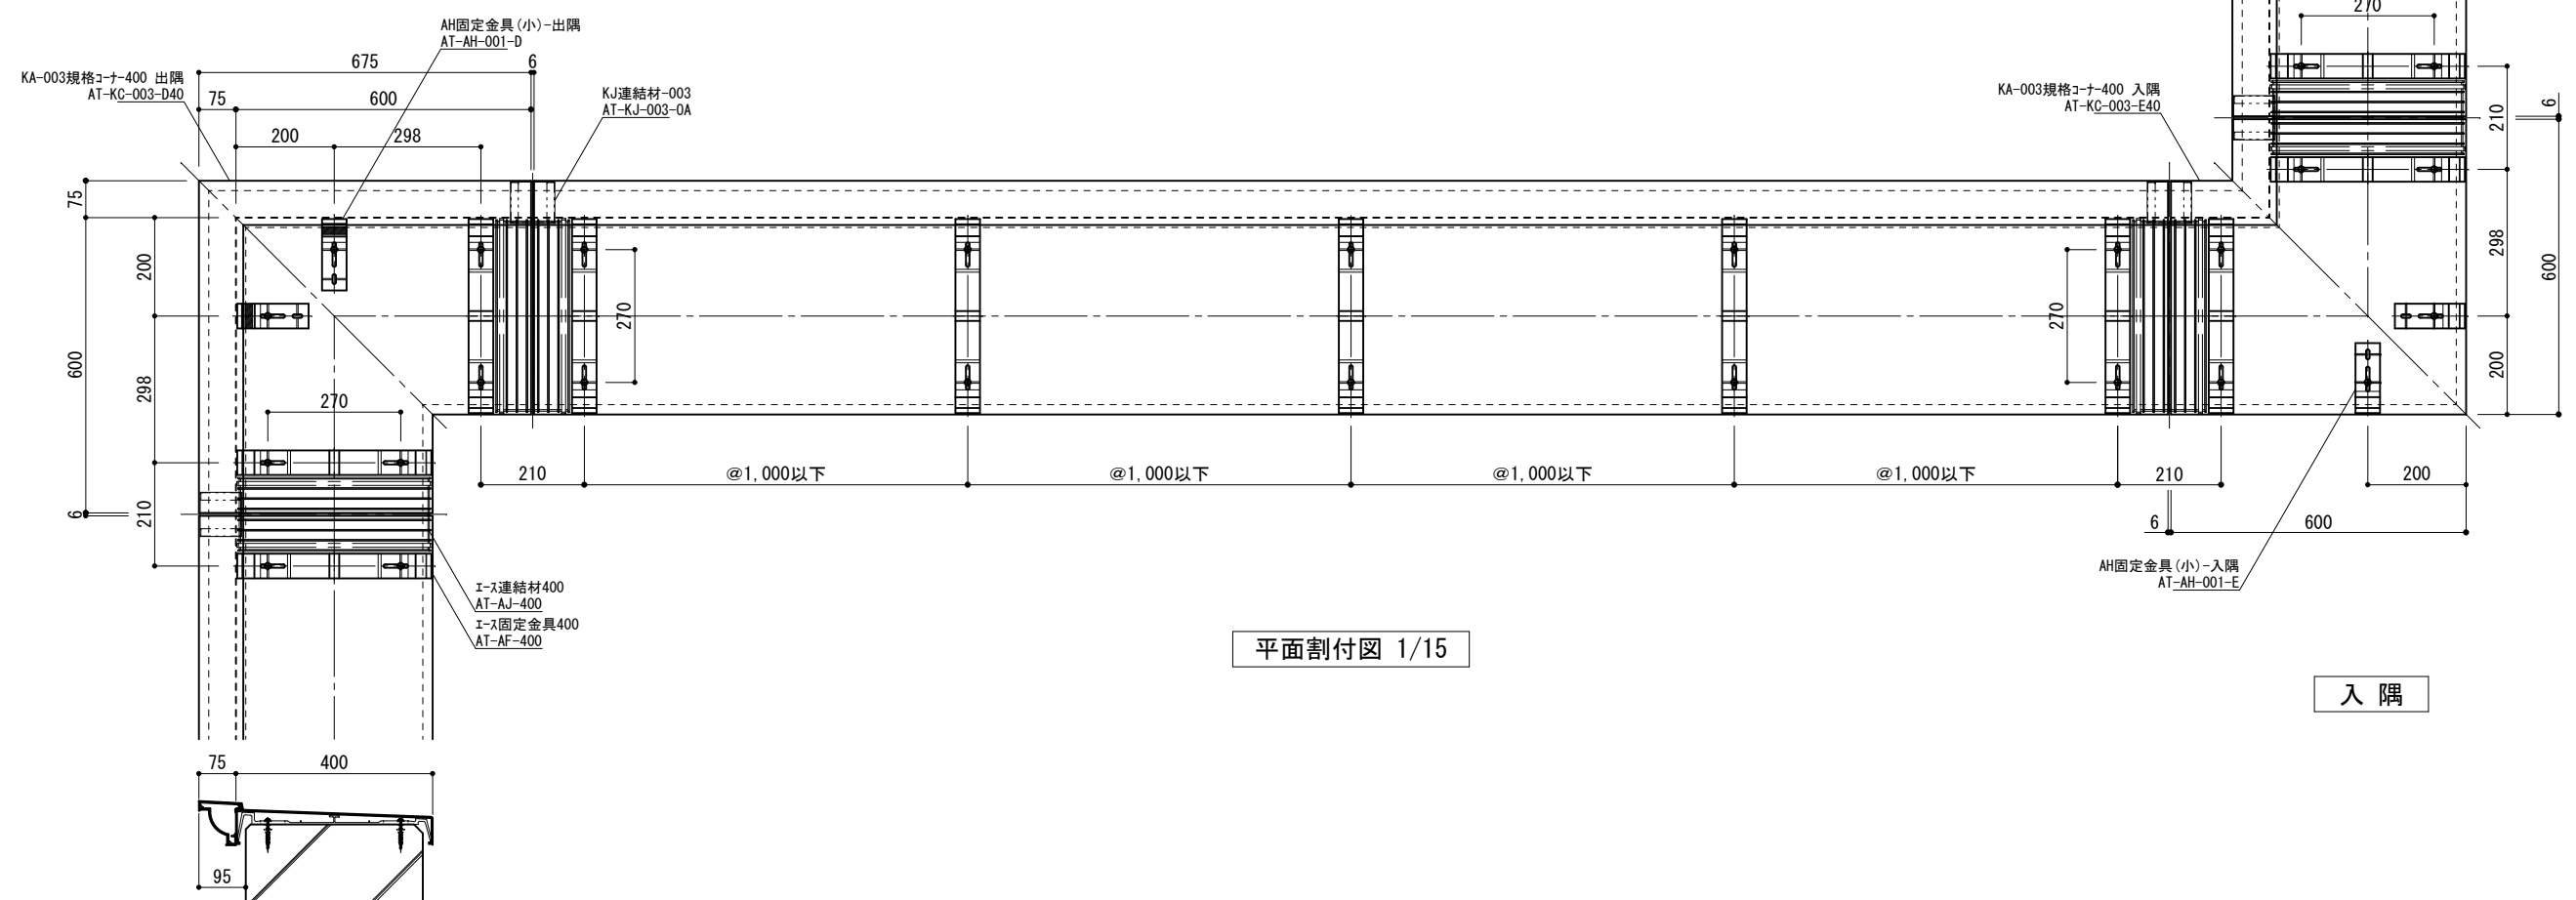 AH固定金具(小)-出隅
AT-AH-001-D
KA-003規格ｺｰﾅｰ400 出隅
AT-KC-003-D40
675
6
75
600
200
298
KJ連結材-003
AT-KJ-003-0A
KA-003規格ｺｰﾅｰ400 入隅
AT-KC-003-E40
270
210
6
298
600
200
75
200
600
298
270
210
6
270
270
210
@1,000以下
@1,000以下
@1,000以下
@1,000以下
210
200
6
600
AH固定金具(小)-入隅
AT-AH-001-E
ｴｰｽ連結材400
AT-AJ-400
ｴｰｽ固定金具400
AT-AF-400
平面割付図 1/15
入 隅
75
400
95